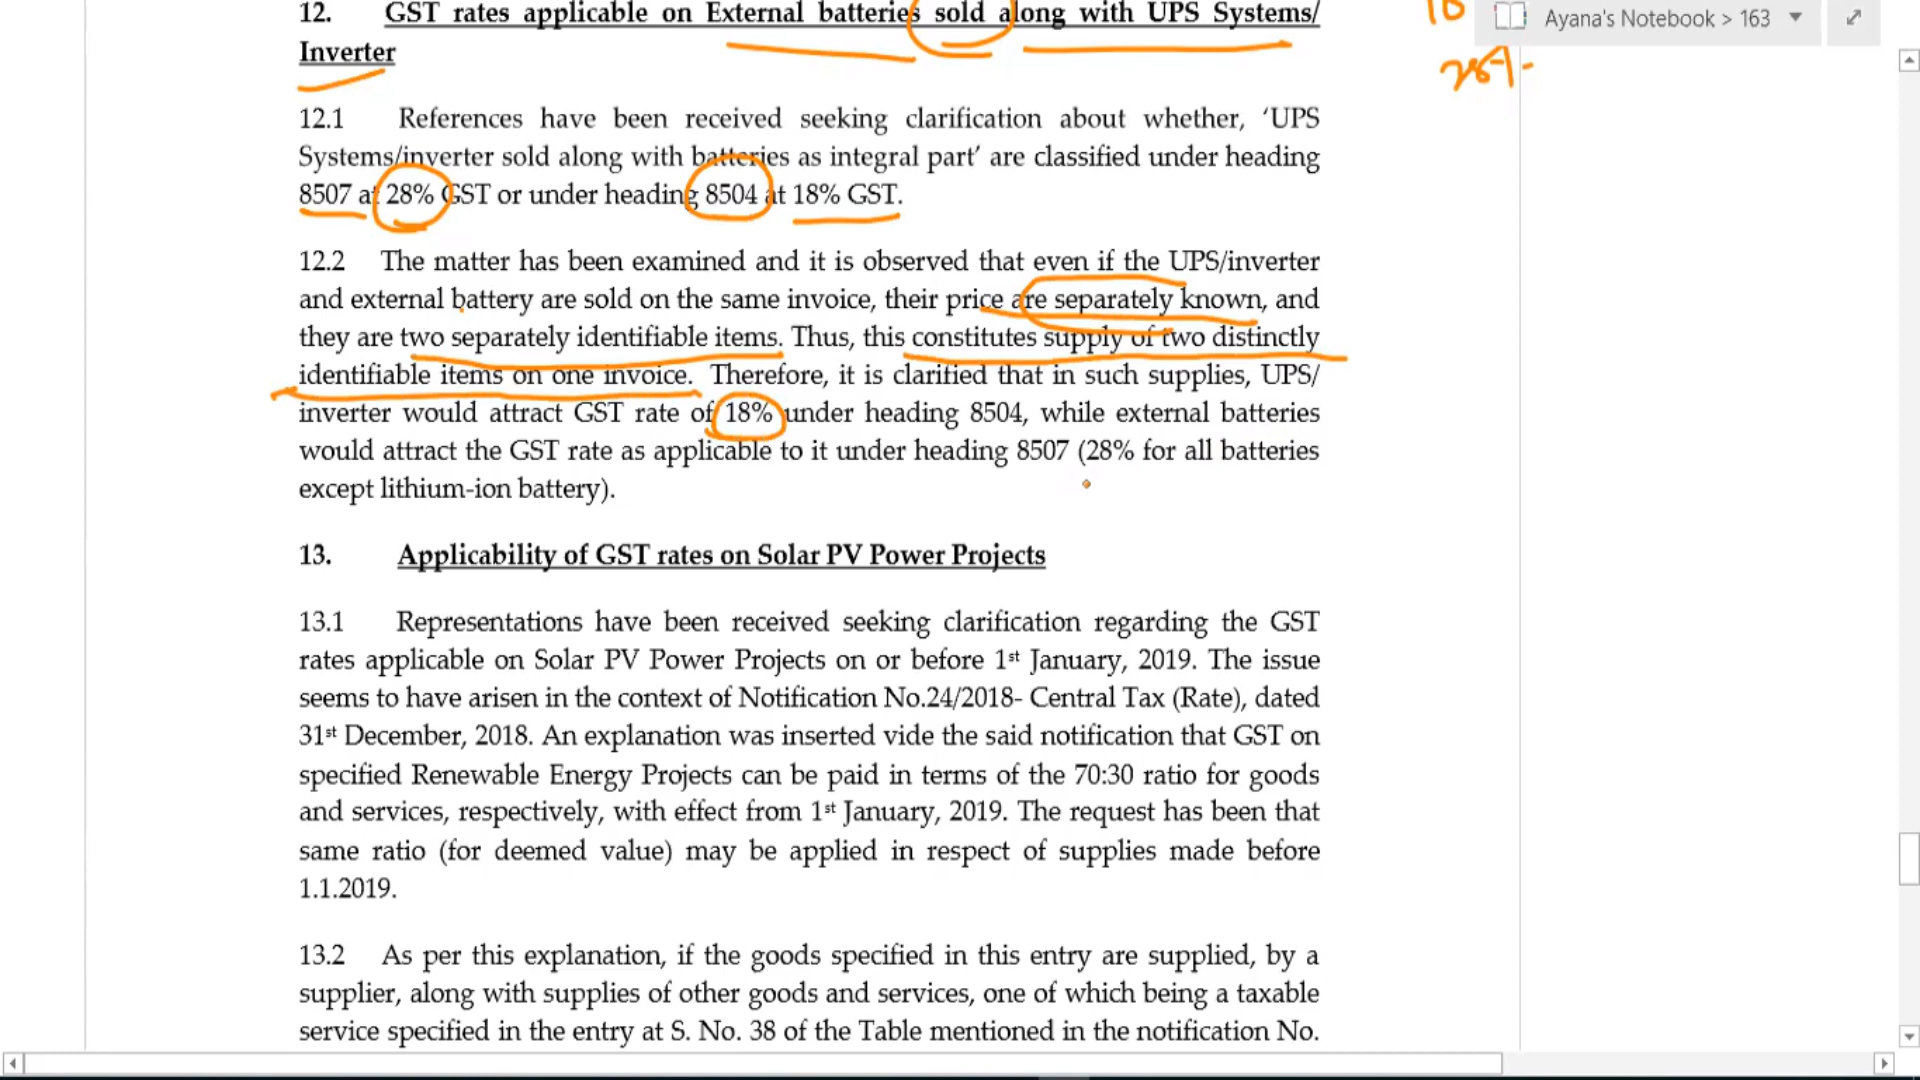 12. GST rates applicable on External batteries sold along with UPS Systems/
Inverter
Ayana's Notebook > 163
28%
12.1 References have been received seeking clarification about whether, ‘UPS
Systems/inverter sold along with batteries as integral part’ are classified under heading
8507 at 28% GST or under heading 8504 at 18% GST.
12.2 The matter has been examined and it is observed that even if the UPS/inverter
and external battery are sold on the same invoice, their price are separately known, and
they are two separately identifiable items. Thus, this constitutes supply of two distinctly
identifiable items on one invoice. Therefore, it is clarified that in such supplies, UPS/
inverter would attract GST rate of 18% under heading 8504, while external batteries
would attract the GST rate as applicable to it under heading 8507 (28% for all batteries
except lithium-ion battery).
13. Applicability of GST rates on Solar PV Power Projects
13.1 Representations have been received seeking clarification regarding the GST
rates applicable on Solar PV Power Projects on or before 1st January, 2019. The issue
seems to have arisen in the context of Notification No.24/2018- Central Tax (Rate), dated
31st December, 2018. An explanation was inserted vide the said notification that GST on
specified Renewable Energy Projects can be paid in terms of the 70:30 ratio for goods
and services, respectively, with effect from 1st January, 2019. The request has been that
same ratio (for deemed value) may be applied in respect of supplies made before
1.1.2019.
13.2 As per this explanation, if the goods specified in this entry are supplied, by a
supplier, along with supplies of other goods and services, one of which being a taxable
service specified in the entry at S. No. 38 of the Table mentioned in the notification No.